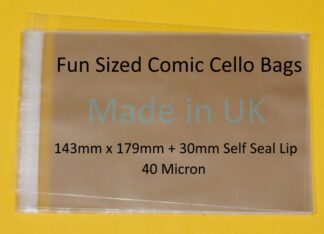 Fun Sized Comic Cello Bags
Made in UK
143mm x 179mm + 30mm Self Seal Lip
40 Micron